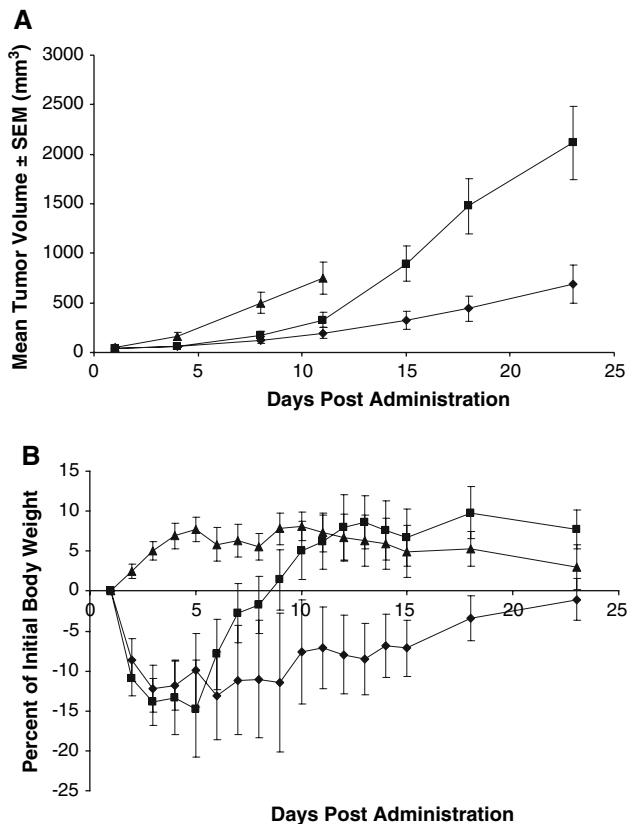 A
Mean Tumor Volume ± SEM (mm³)
3000
2500
2000
1500
1000
500
0
0 5 10 15 20 25
Days Post Administration
B
Percent of Initial Body Weight
15
10
5
0
-5
-10
-15
-20
-25
0 5 10 15 20 25
Days Post Administration